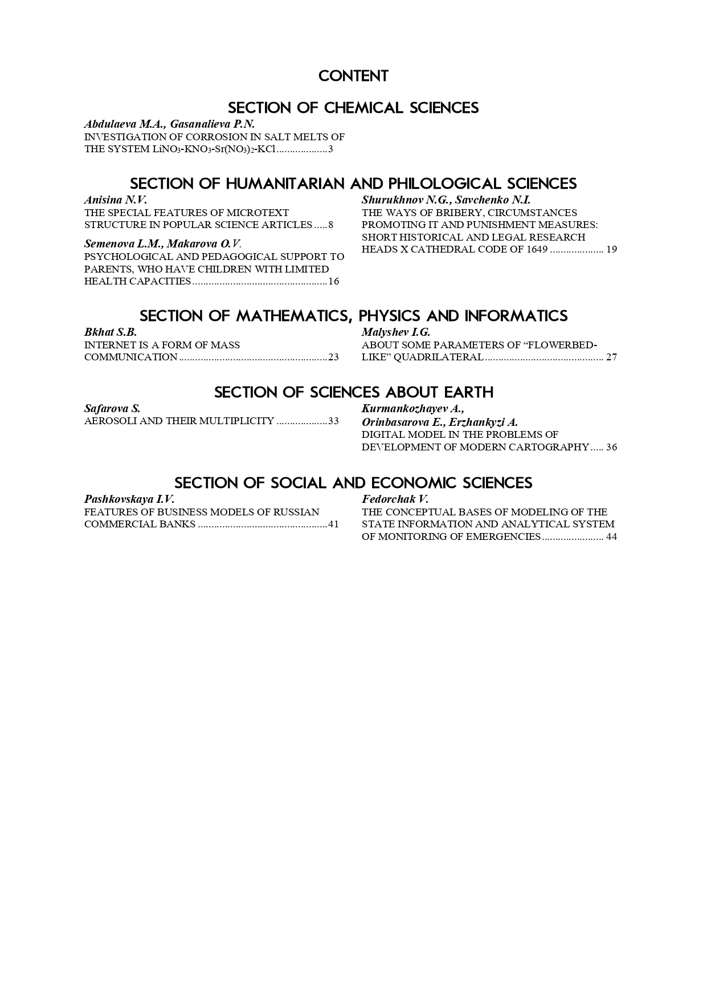 CONTENT
SECTION OF CHEMICAL SCIENCES
Abdulaeva M.A., Gasanalieva P.N.
INVESTIGATION OF CORROSION IN SALT MELTS OF
THE SYSTEM LiNO₃-KNO₃-Sr(NO₃)₂-KCl...................3
SECTION OF HUMANITARIAN AND PHILOLOGICAL SCIENCES
Anisina N.V.
THE SPECIAL FEATURES OF MICROTEXT
STRUCTURE IN POPULAR SCIENCE ARTICLES.....8
Semenova L.M., Makarova O.V.
PSYCHOLOGICAL AND PEDAGOGICAL SUPPORT TO
PARENTS, WHO HAVE CHILDREN WITH LIMITED
HEALTH CAPACITIES..................................................16
Shurukhnov N.G., Savchenko N.I.
THE WAYS OF BRIBERY, CIRCUMSTANCES
PROMOTING IT AND PUNISHMENT MEASURES:
SHORT HISTORICAL AND LEGAL RESEARCH
HEADS X CATHEDRAL CODE OF 1649 .................... 19
SECTION OF MATHEMATICS, PHYSICS AND INFORMATICS
Bkhat S.B.
INTERNET IS A FORM OF MASS
COMMUNICATION.......................................................23
Malyshev I.G.
ABOUT SOME PARAMETERS OF “FLOWERBED-
LIKE” QUADRILATERAL............................................ 27
SECTION OF SCIENCES ABOUT EARTH
Safarova S.
AEROSOLI AND THEIR MULTIPLICITY ...................33
Kurmankozhayev A.,
Orinbasarova E., Erzhankyzi A.
DIGITAL MODEL IN THE PROBLEMS OF
DEVELOPMENT OF MODERN CARTOGRAPHY..... 36
SECTION OF SOCIAL AND ECONOMIC SCIENCES
Pashkovskaya I.V.
FEATURES OF BUSINESS MODELS OF RUSSIAN
COMMERCIAL BANKS ................................................41
Fedorchak V.
THE CONCEPTUAL BASES OF MODELING OF THE
STATE INFORMATION AND ANALYTICAL SYSTEM
OF MONITORING OF EMERGENCIES....................... 44